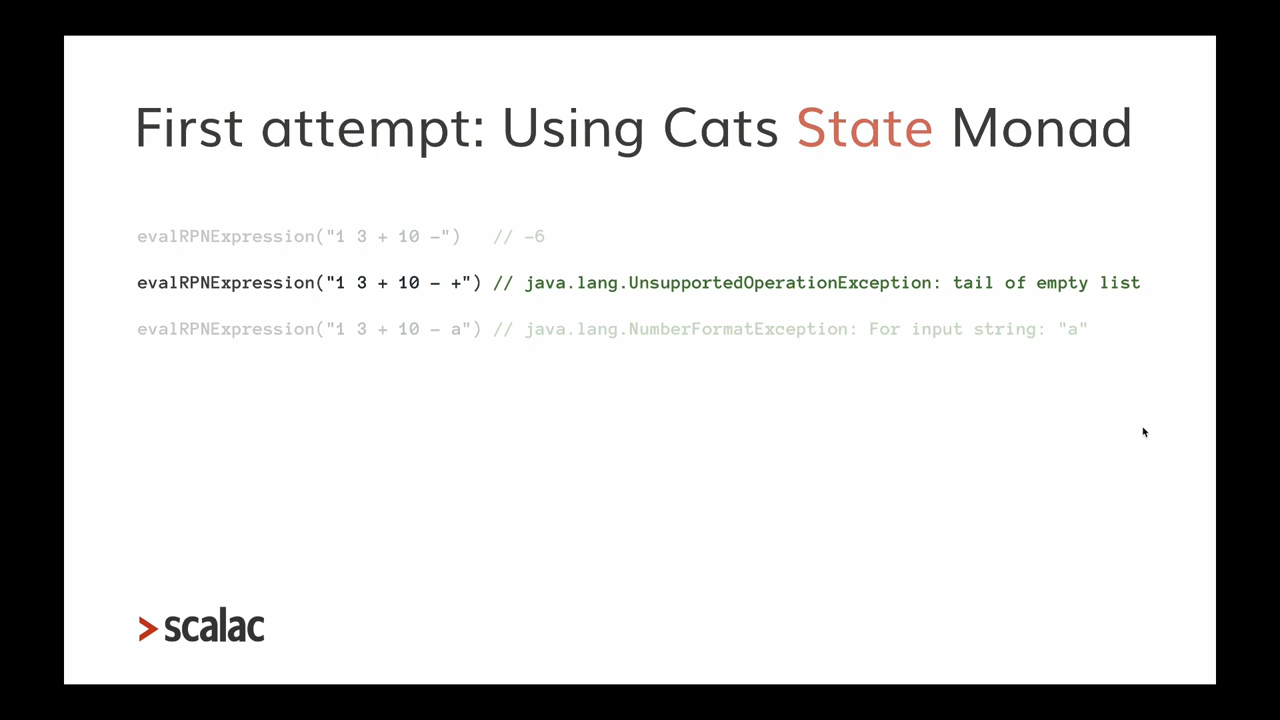 First attempt: Using Cats State Monad
evalRPNExpression("1 3 + 10 -")   // -6
evalRPNExpression("1 3 + 10 - +") // java.lang.UnsupportedOperationException: tail of empty list
evalRPNExpression("1 3 + 10 - a") // java.lang.NumberFormatException: For input string: "a"
> scalac